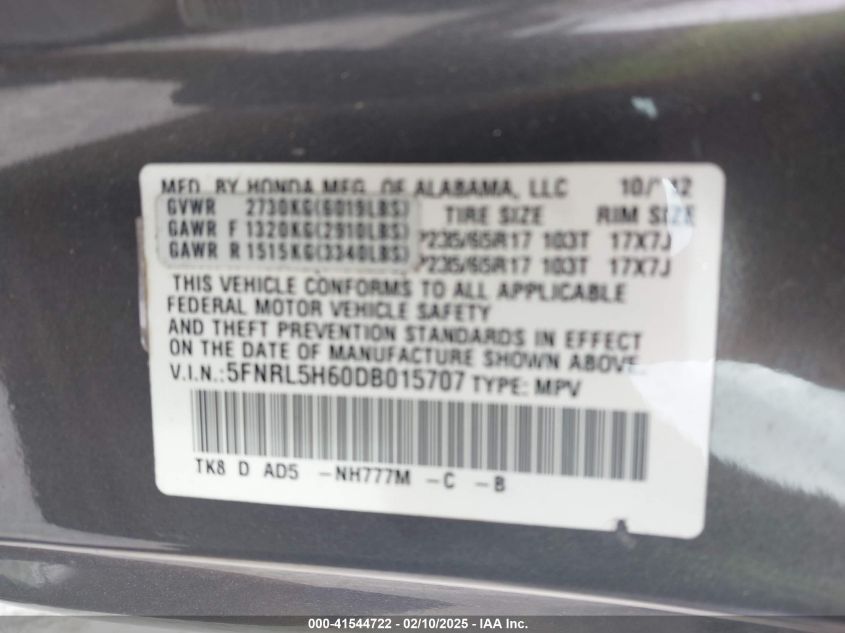 MFD. BY HONDA MFG. OF ALABAMA, LLC 10/12
GVWR 2730KG(6019LBS) TIRE SIZE RIM SIZE
GAWR F 1320KG(2910LBS) P235/65R17 103T 17X7J
GAWR R 1515KG(3340LBS) P235/65R17 103T 17X7J
THIS VEHICLE CONFORMS TO ALL APPLICABLE
FEDERAL MOTOR VEHICLE SAFETY
AND THEFT PREVENTION STANDARDS IN EFFECT
ON THE DATE OF MANUFACTURE SHOWN ABOVE.
V.I.N.:5FNRL5H60DB015707 TYPE: MPV
TK8 D AD5 -NH777M -C -B
000-41544722 - 02/10/2025 - IAA Inc.